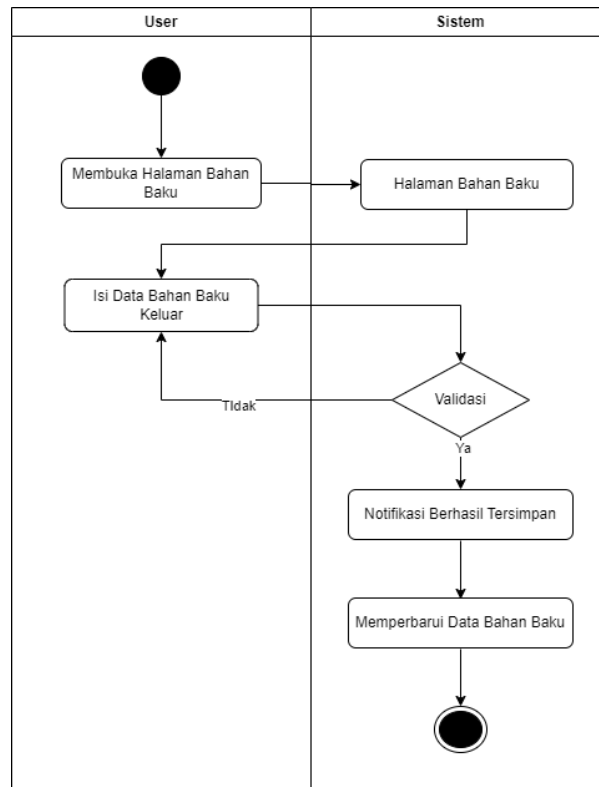 User
Sistem
Membuka Halaman Bahan
Baku
Halaman Bahan Baku
Isi Data Bahan Baku
Keluar
Validasi
TIdak
Ya
Notifikasi Berhasil Tersimpan
Memperbarui Data Bahan Baku